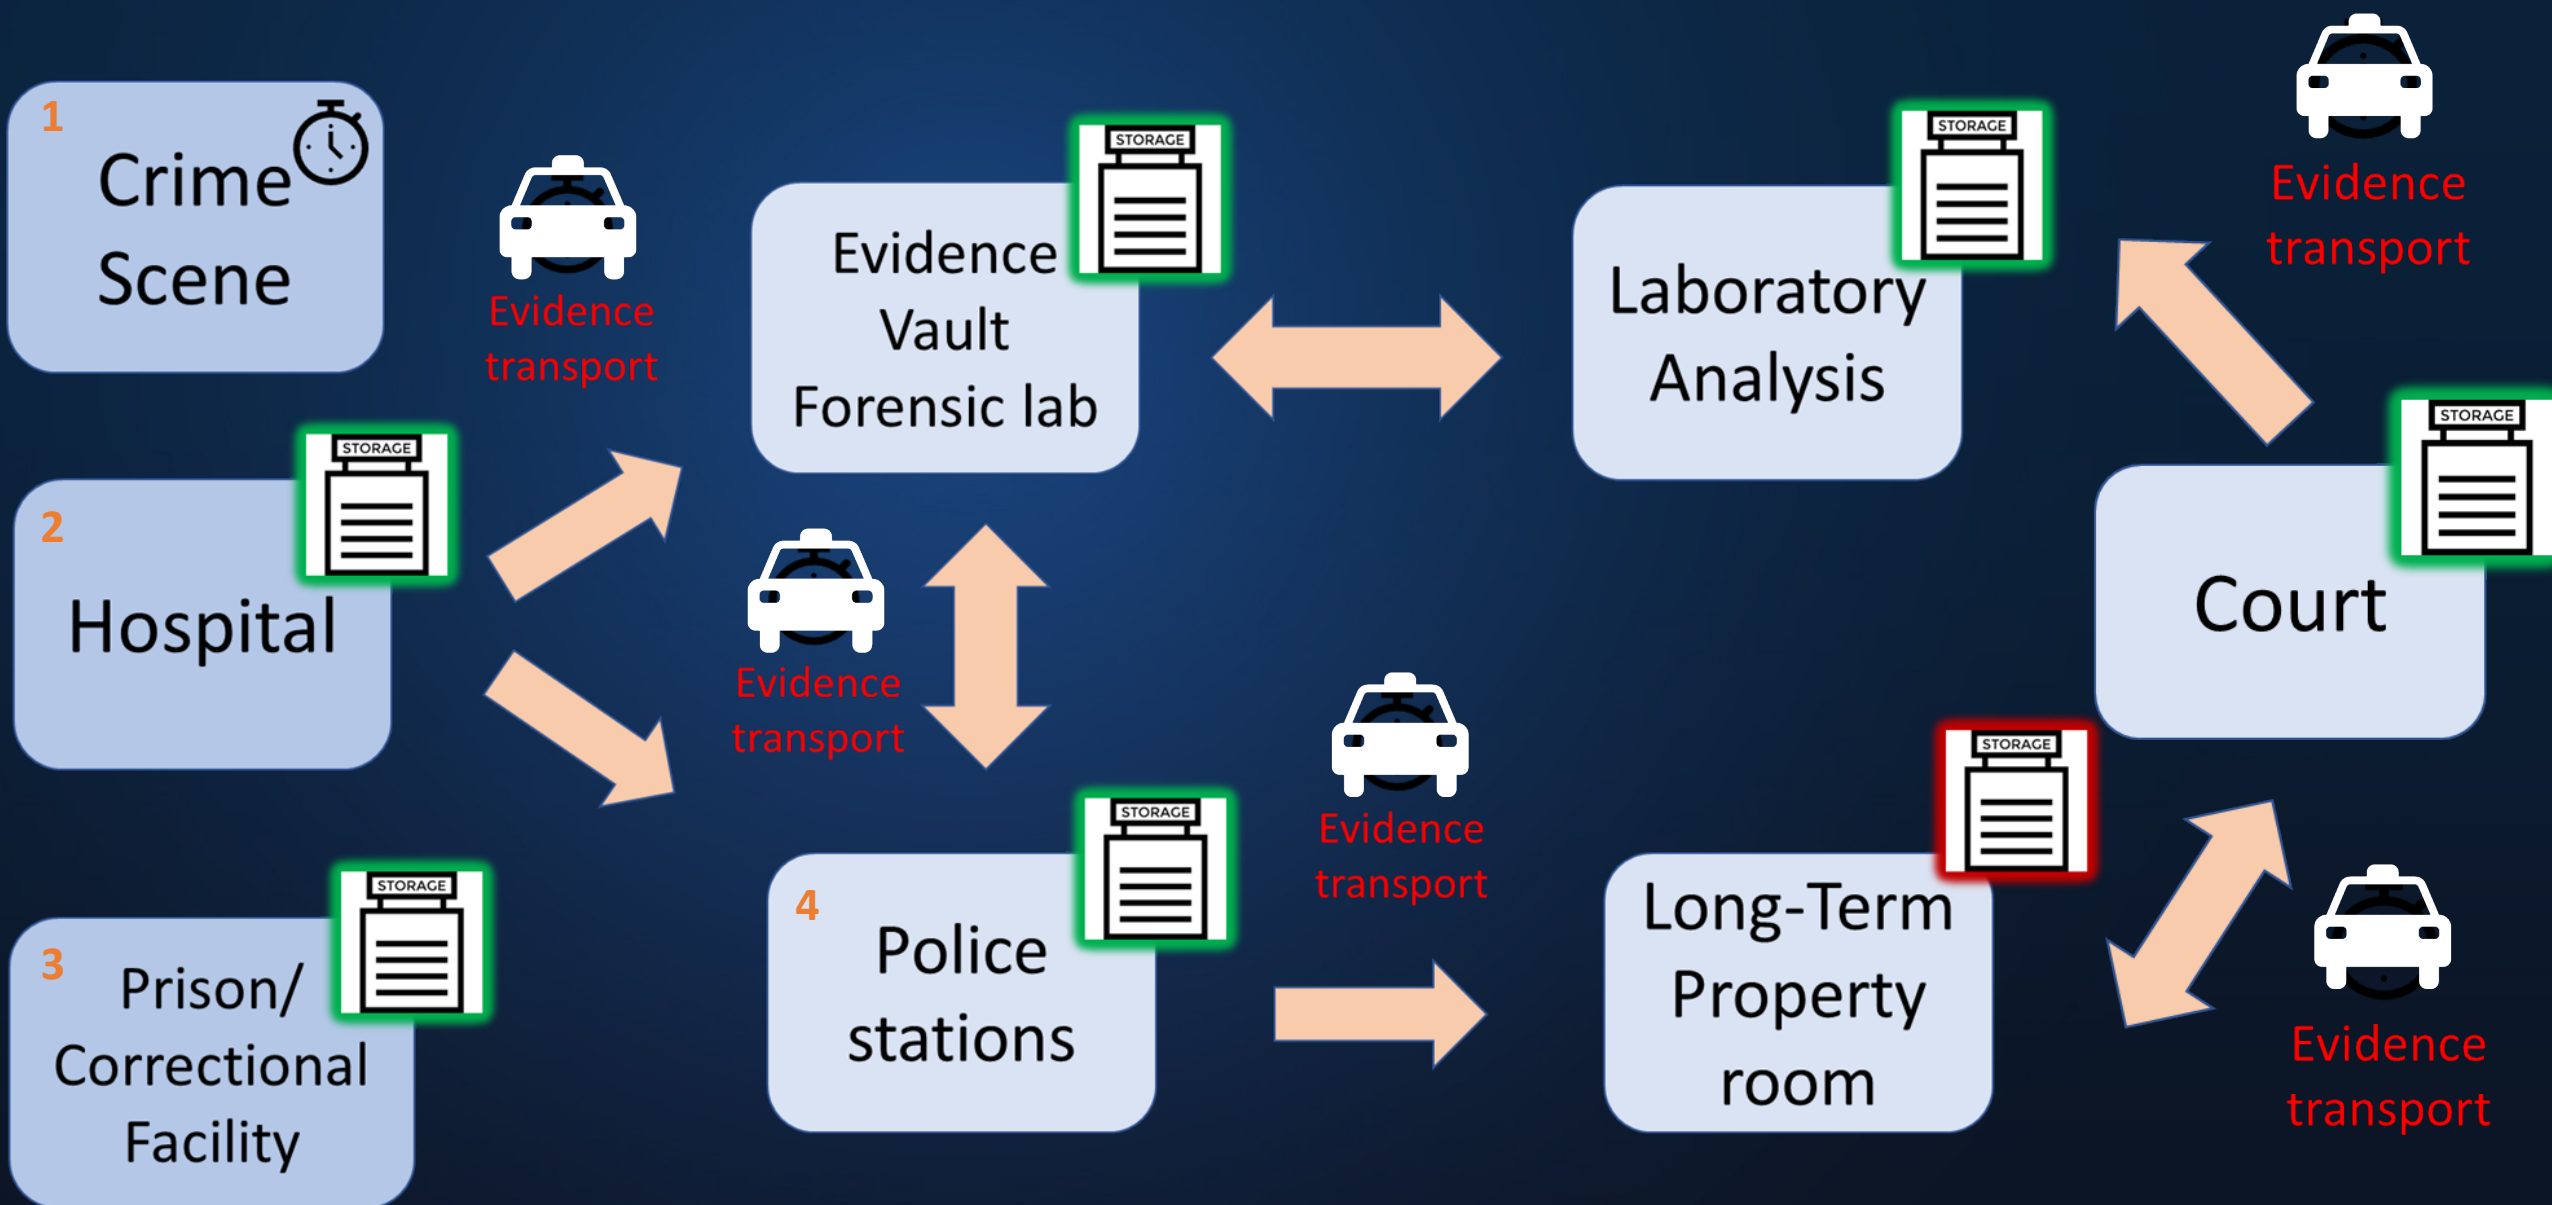 1
Crime
Scene
Evidence
transport
STORAGE
Evidence
Vault
Forensic lab
STORAGE
Laboratory
Analysis
Evidence
transport
STORAGE
2
Hospital
Evidence
transport
STORAGE
Court
STORAGE
3
Prison/
Correctional
Facility
STORAGE
4
Police
stations
Evidence
transport
STORAGE
Long-Term
Property
room
Evidence
transport